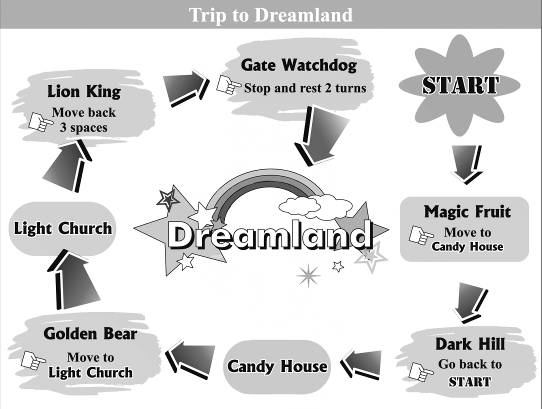 Trip to Dreamland
START
Magic Fruit
Move to
Candy House
Dark Hill
Go back to
START
Candy House
Golden Bear
Move to
Light Church
Light Church
Lion King
Move back
3 spaces
Gate Watchdog
Stop and rest 2 turns
Dreamland